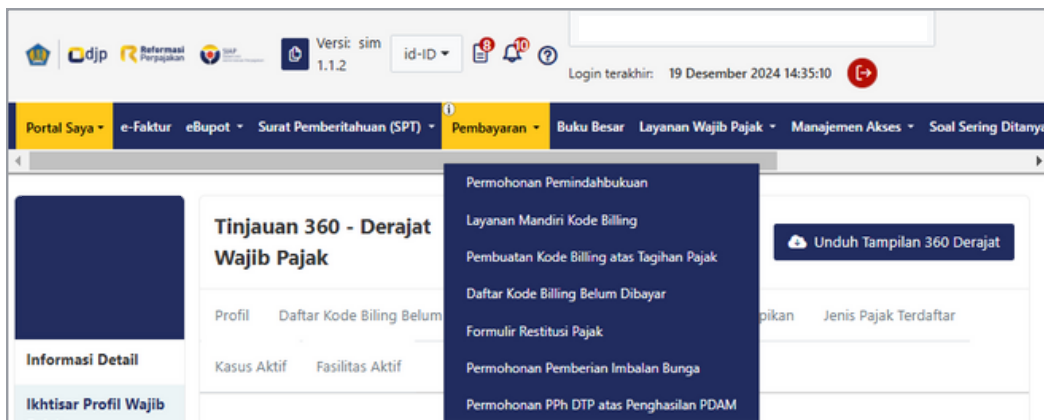 djp
Reformasi
Perpajakan
SIAP
Versi: sim
1.1.2
id-ID
8
10
Login terakhir: 19 Desember 2024 14:35:10
Portal Saya e-Faktur eBupot Surat Pemberitahuan (SPT) Pembayaran Buku Besar Layanan Wajib Pajak Manajemen Akses Soal Sering Ditanya
Permohonan Pemindahbukuan
Layanan Mandiri Kode Billing
Pembuatan Kode Billing atas Tagihan Pajak
Daftar Kode Billing Belum Dibayar
Formulir Restitusi Pajak
Permohonan Pemberian Imbalan Bunga
Permohonan PPh DTP atas Penghasilan PDAM
Tinjauan 360 - Derajat
Wajib Pajak
Unduh Tampilan 360 Derajat
Profil Daftar Kode Biling Belum pikan Jenis Pajak Terdaftar
Kasus Aktif Fasilitas Aktif
Informasi Detail
Ikhtisar Profil Wajib